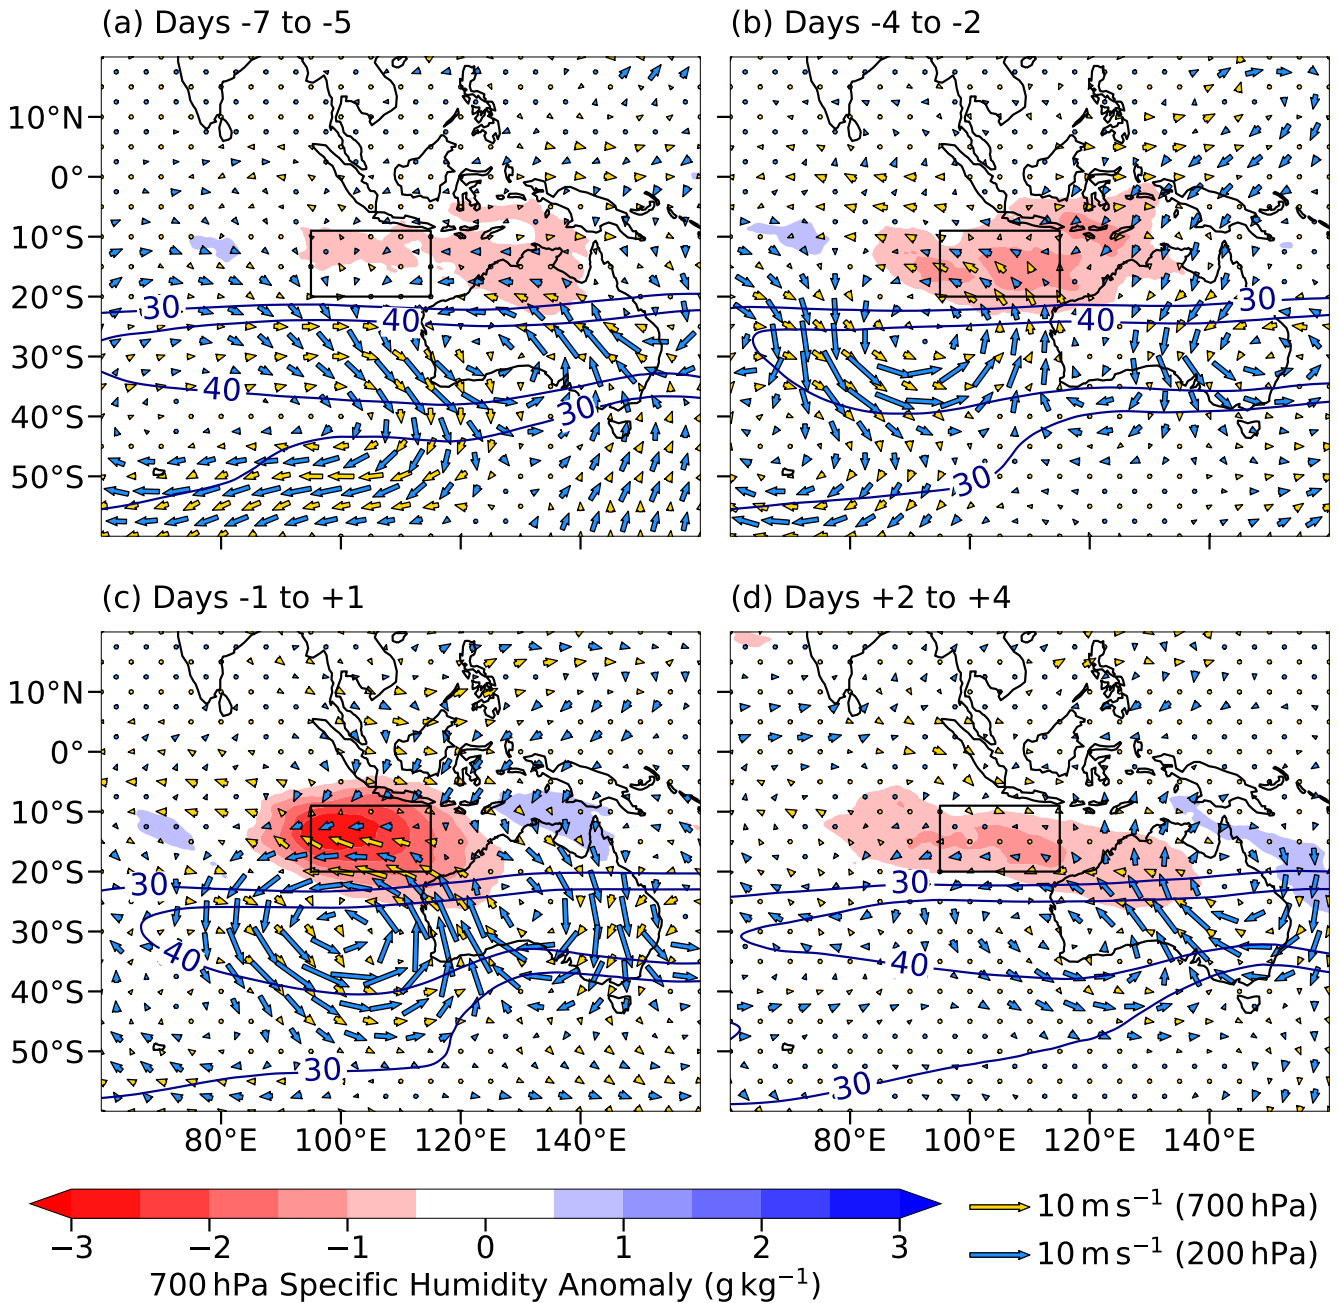 (a) Days -7 to -5
(b) Days -4 to -2
10°N
0°
10°S
20°S
30°S
40°S
50°S
30
40
40
30
30
40
30
(c) Days -1 to +1
(d) Days +2 to +4
10°N
0°
10°S
20°S
30°S
40°S
50°S
30
40
30
30
40
30
80°E
100°E
120°E
140°E
80°E
100°E
120°E
140°E
−3
−2
−1
0
1
2
3
700 hPa Specific Humidity Anomaly (g kg⁻¹)
10 m s⁻¹ (700 hPa)
10 m s⁻¹ (200 hPa)